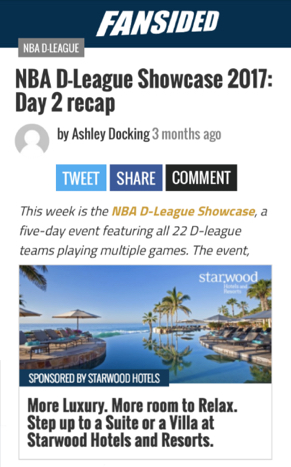 FANSIDED
NBA D-LEAGUE
NBA D-League Showcase 2017:
Day 2 recap
by Ashley Docking 3 months ago
TWEET SHARE COMMENT
This week is the NBA D-League Showcase, a
five-day event featuring all 22 D-league
teams playing multiple games. The event,
starwood
Hotels and
Resorts
SPONSORED BY STARWOOD HOTELS
More Luxury. More room to Relax.
Step up to a Suite or a Villa at
Starwood Hotels and Resorts.